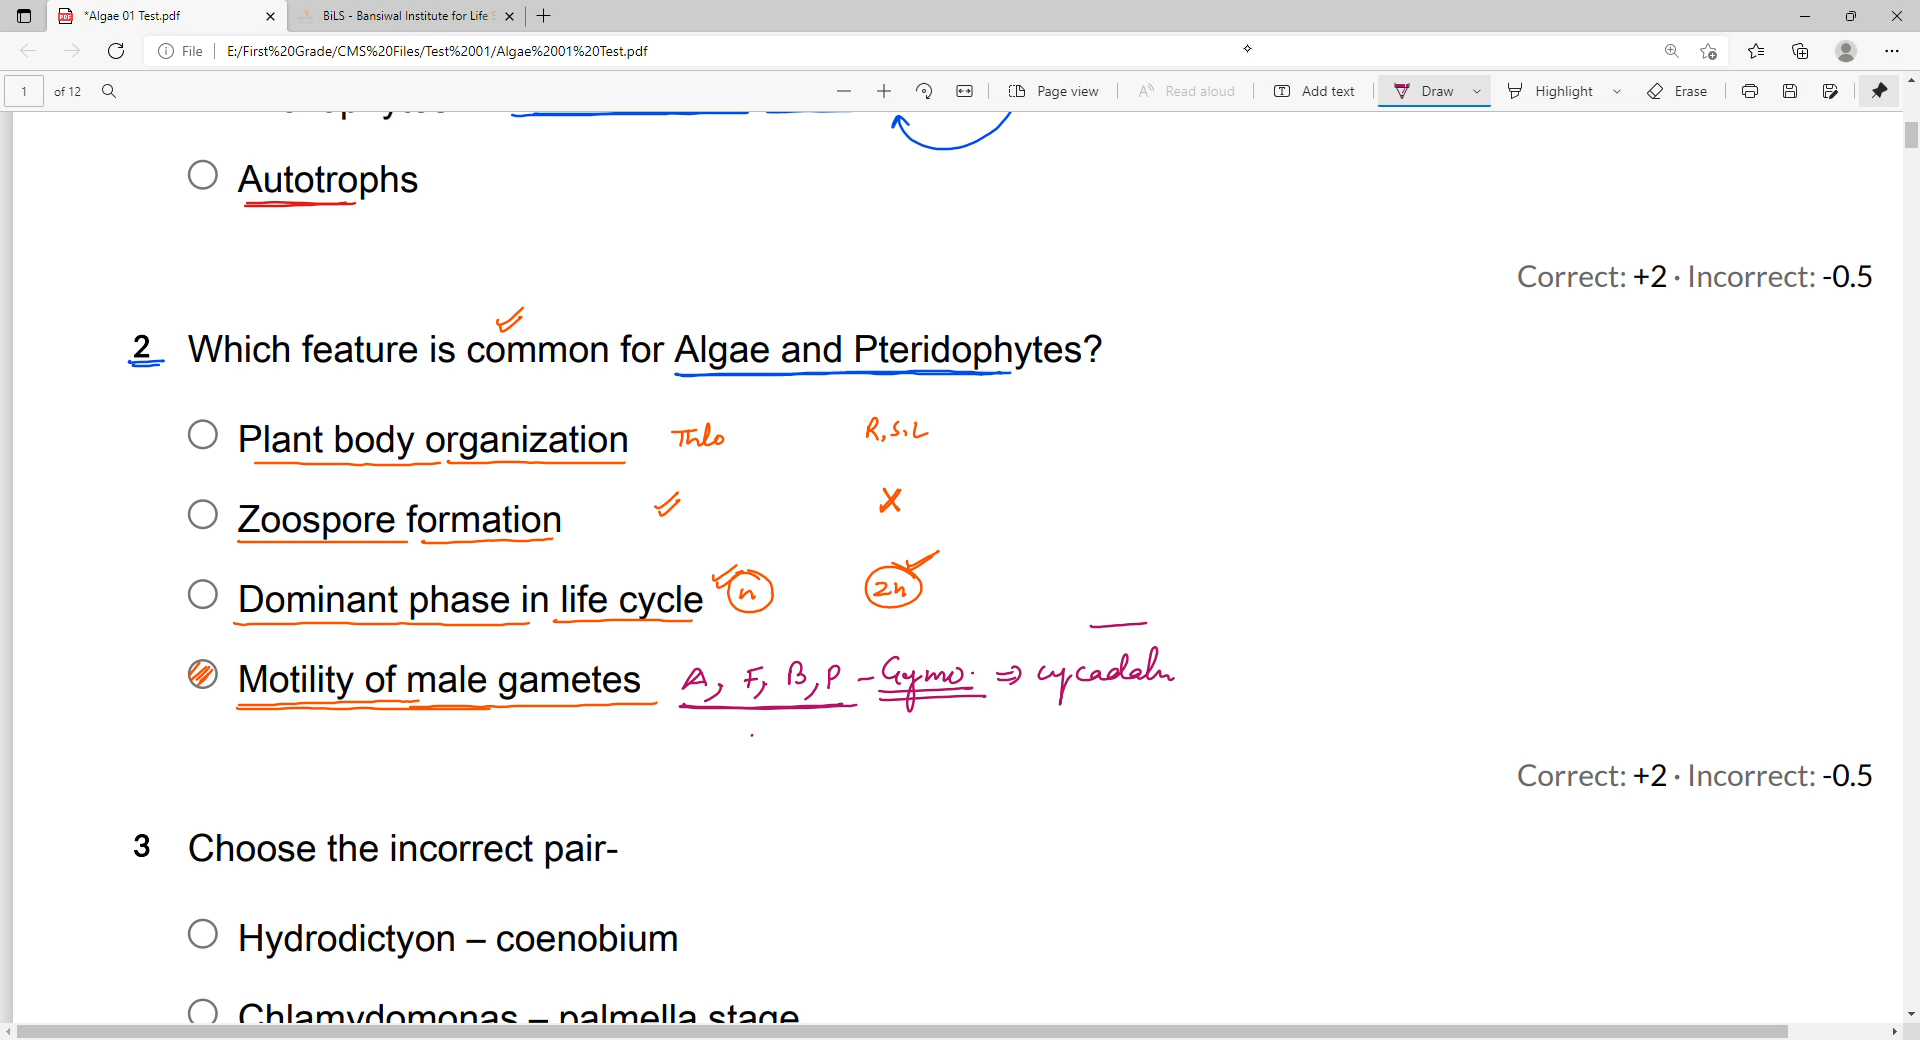 *Algae 01 Test.pdf
BiLS - Bansiwal Institute for Life S
File E:/First%20Grade/CMS%20Files/Test%2001/Algae%2001%20Test.pdf
1 of 12 Page view Read aloud Add text Draw Highlight Erase
Autotrophs
Correct: +2 · Incorrect: -0.5
2 Which feature is common for Algae and Pteridophytes?
Plant body organization Thlo R,S,L
Zoospore formation
Dominant phase in life cycle n 2n
Motility of male gametes A, F, B, P - Gymno. ⇒
Correct: +2 · Incorrect: -0.5
3 Choose the incorrect pair-
Hydrodictyon – coenobium
Chlamydomonas – palmella stage